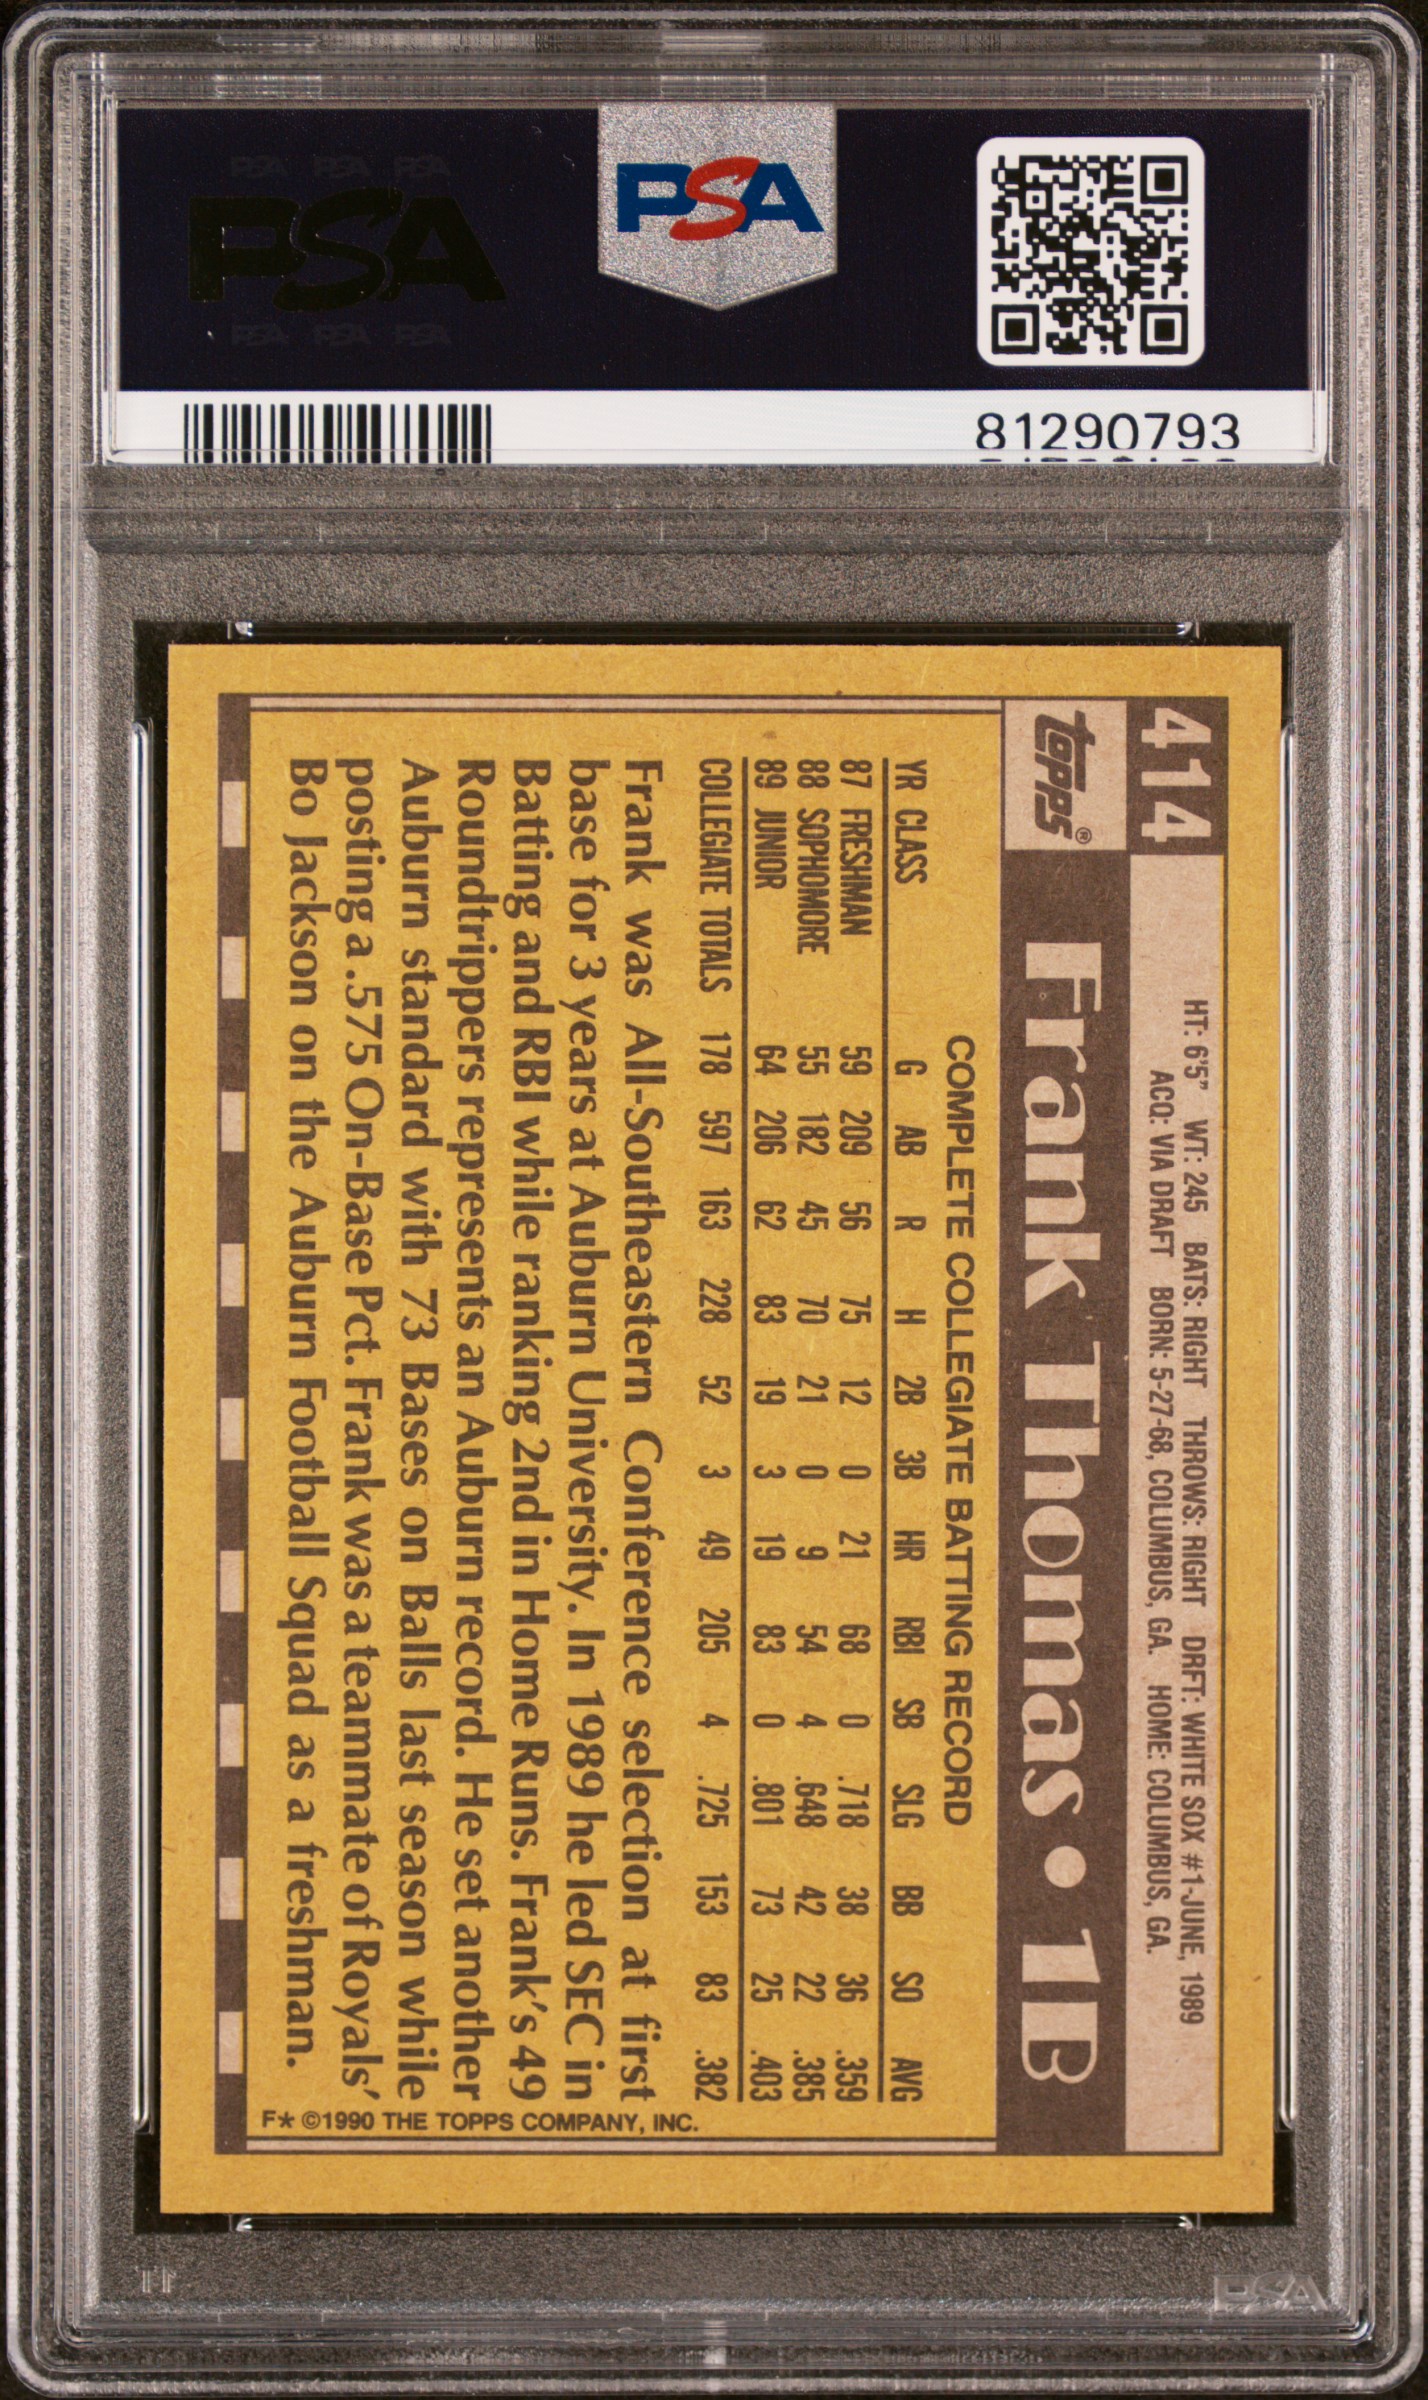 PSA PSA PSA
PSA
PSA PSA PSA
PSA
81290793
414
topps®
HT: 6'5" WT: 245 BATS: RIGHT THROWS: RIGHT DRFT: WHITE SOX #1-JUNE, 1989
ACQ: VIA DRAFT BORN: 5-27-68, COLUMBUS, GA. HOME: COLUMBUS, GA.
Frank Thomas • 1B
COMPLETE COLLEGIATE BATTING RECORD
YR CLASS G AB R H 2B 3B HR RBI SB SLG BB SO AVG
87 FRESHMAN 59 209 56 75 12 0 21 68 0 .718 38 36 .359
88 SOPHOMORE 55 182 45 70 21 0 9 54 4 .648 42 22 .385
89 JUNIOR 64 206 62 83 19 3 19 83 0 .801 73 25 .403
COLLEGIATE TOTALS 178 597 163 228 52 3 49 205 4 .725 153 83 .382
Frank was All-Southeastern Conference selection at first
base for 3 years at Auburn University. In 1989 he led SEC in
Batting and RBI while ranking 2nd in Home Runs. Frank's 49
Roundtrippers represents an Auburn record. He set another
Auburn standard with 73 Bases on Balls last season while
posting a .575 On-Base Pct. Frank was a teammate of Royals'
Bo Jackson on the Auburn Football Squad as a freshman.
F* ©1990 THE TOPPS COMPANY, INC.
PSA